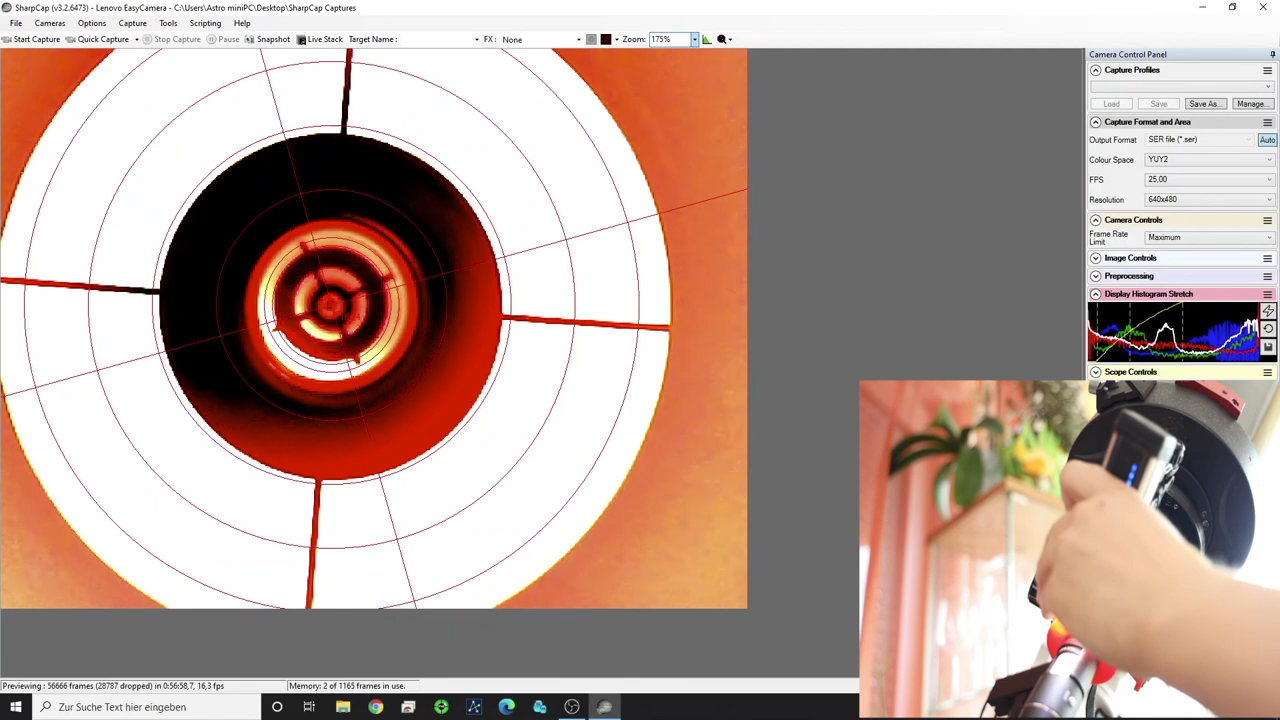 SharpCap (v3.2.6473) - Lenovo EasyCamera - C:\Users\Astro miniPC\Desktop\SharpCap Captures
File Cameras Options Capture Tools Scripting Help
Start Capture Quick Capture Stop Capture Pause Snapshot Live Stack Target Name : FX : None Zoom: 175%
Camera Control Panel
Capture Profiles
Load Save Save As... Manage...
Capture Format and Area
Output Format SER file (*.ser) Auto
Colour Space YUY2
FPS 25,00
Resolution 640x480
Camera Controls
Frame Rate Limit Maximum
Image Controls
Preprocessing
Display Histogram Stretch
Scope Controls
Previewing : 56666 frames (28787 dropped) in 0:56:58,7, 16,3 fps Memory: 2 of 1165 frames in use.
Zur Suche Text hier eingeben